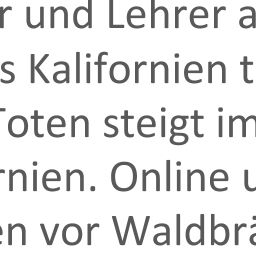 r und Lehrer a
s Kalifornien t
Toten steigt im
rnien. Online u
en vor Waldbrä